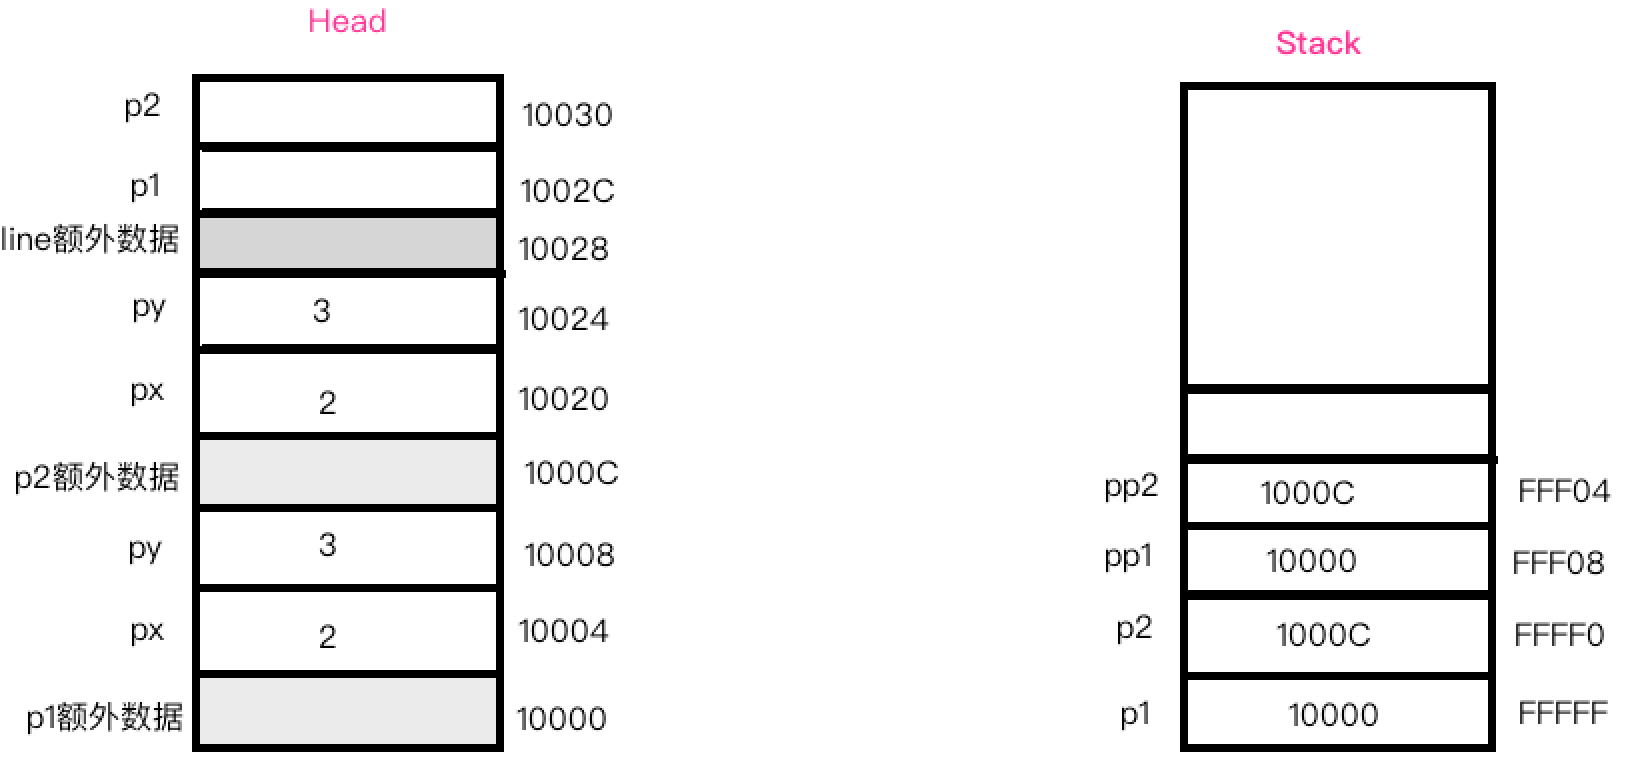 Head
p2 10030
p1 1002C
line额外数据 10028
py 3 10024
px 2 10020
p2额外数据 1000C
py 3 10008
px 2 10004
p1额外数据 10000
Stack
pp2 1000C FFF04
pp1 10000 FFF08
p2 1000C FFFF0
p1 10000 FFFFF